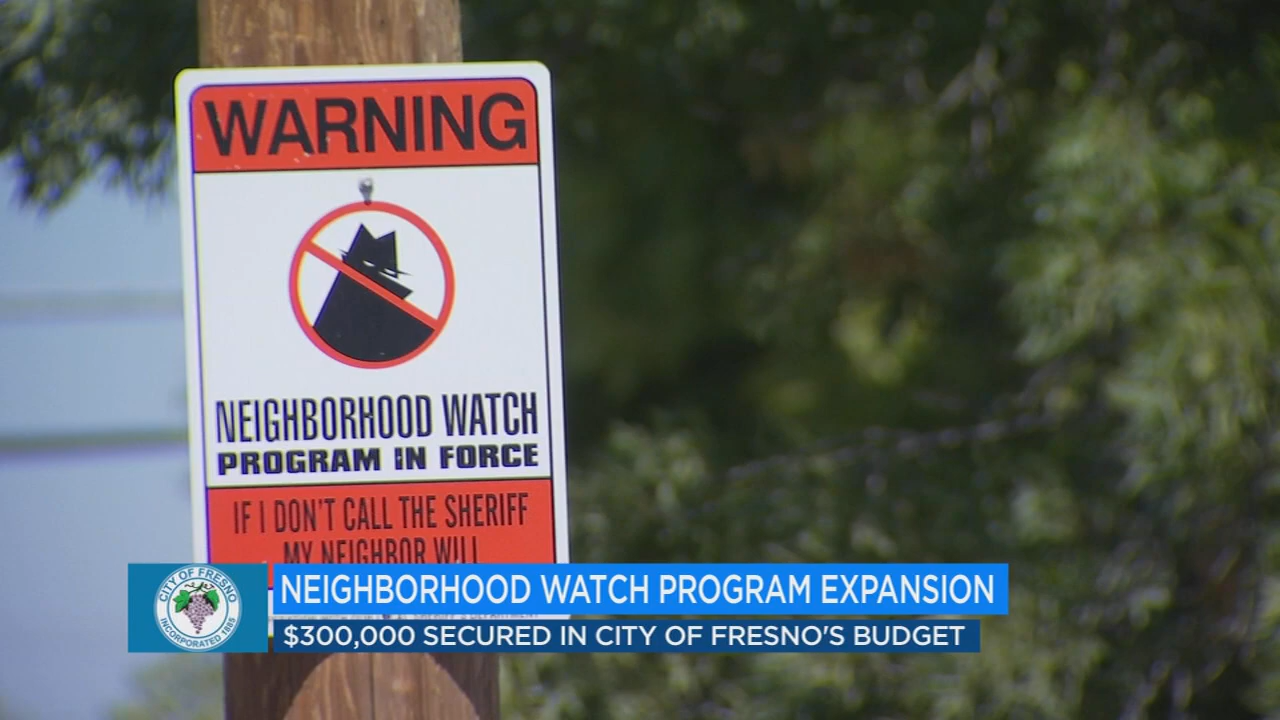 WARNING
NEIGHBORHOOD WATCH
PROGRAM IN FORCE
IF I DON'T CALL THE SHERIFF
MY NEIGHBOR WILL
CITY OF FRESNO
INCORPORATED 1885
NEIGHBORHOOD WATCH PROGRAM EXPANSION
$300,000 SECURED IN CITY OF FRESNO'S BUDGET